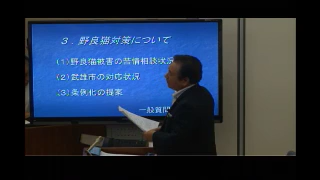 ３．野良猫対策について
(1)野良猫被害の苦情相談状況
(2)武雄市の対応状況
(3)条例化の提案
一般質問